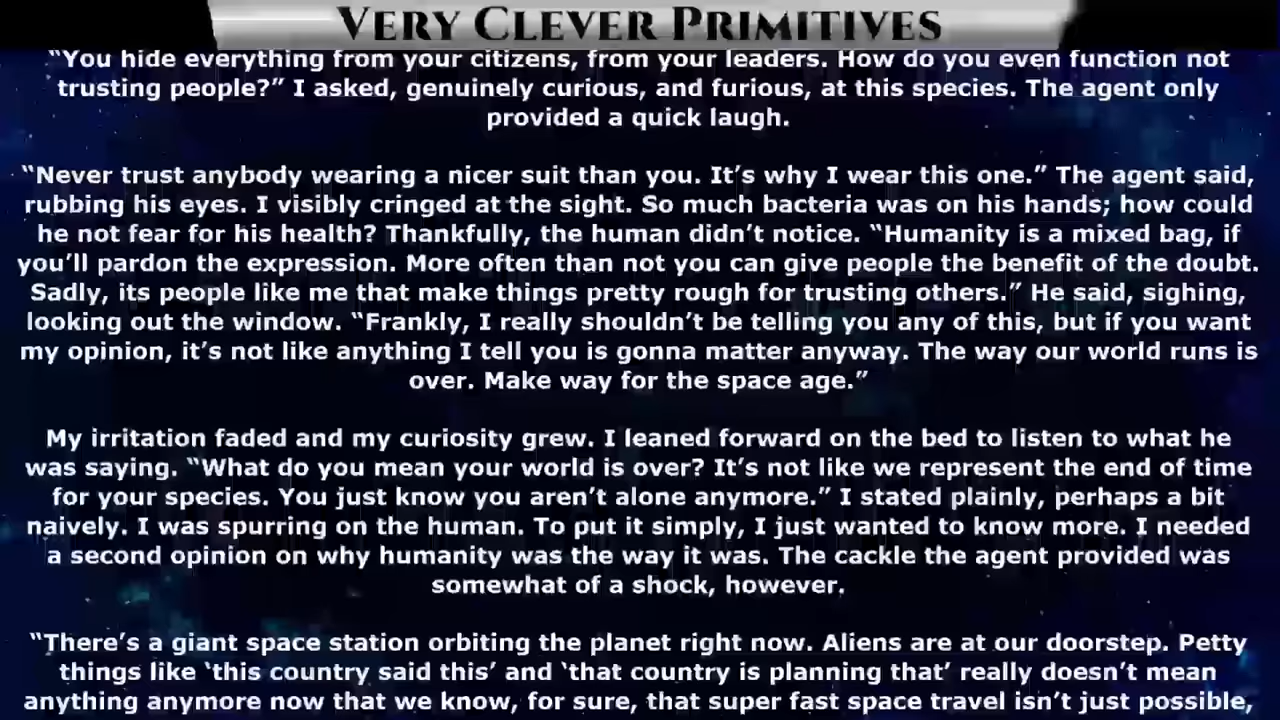 VERY CLEVER PRIMITIVES
“You hide everything from your citizens, from your leaders. How do you even function not
trusting people?” I asked, genuinely curious, and furious, at this species. The agent only
provided a quick laugh.
“Never trust anybody wearing a nicer suit than you. It’s why I wear this one.” The agent said,
rubbing his eyes. I visibly cringed at the sight. So much bacteria was on his hands; how could
he not fear for his health? Thankfully, the human didn’t notice. “Humanity is a mixed bag, if
you’ll pardon the expression. More often than not you can give people the benefit of the doubt.
Sadly, its people like me that make things pretty rough for trusting others.” He said, sighing,
looking out the window. “Frankly, I really shouldn’t be telling you any of this, but if you want
my opinion, it’s not like anything I tell you is gonna matter anyway. The way our world runs is
over. Make way for the space age.”
My irritation faded and my curiosity grew. I leaned forward on the bed to listen to what he
was saying. “What do you mean your world is over? It’s not like we represent the end of time
for your species. You just know you aren’t alone anymore.” I stated plainly, perhaps a bit
naively. I was spurring on the human. To put it simply, I just wanted to know more. I needed
a second opinion on why humanity was the way it was. The cackle the agent provided was
somewhat of a shock, however.
“There’s a giant space station orbiting the planet right now. Aliens are at our doorstep. Petty
things like ‘this country said this’ and ‘that country is planning that’ really doesn’t mean
anything anymore now that we know, for sure, that super fast space travel isn’t just possible,